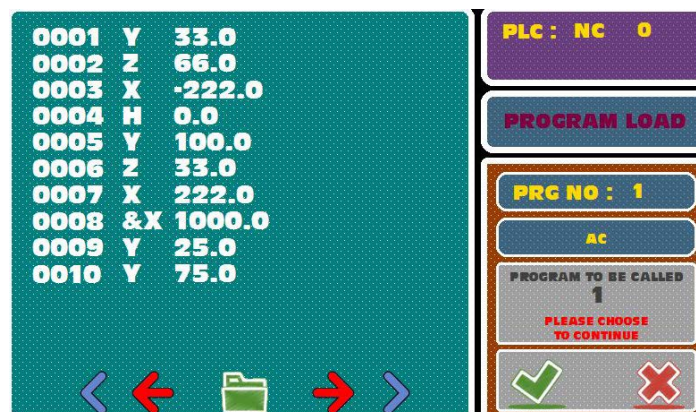 0001 Y 33.0
0002 Z 66.0
0003 X -222.0
0004 H 0.0
0005 Y 100.0
0006 Z 33.0
0007 X 222.0
0008 &X 1000.0
0009 Y 25.0
0010 Y 75.0
PLC : NC 0
PROGRAM LOAD
PRG NO : 1
AC
PROGRAM TO BE CALLED
1
PLEASE CHOOSE
TO CONTINUE